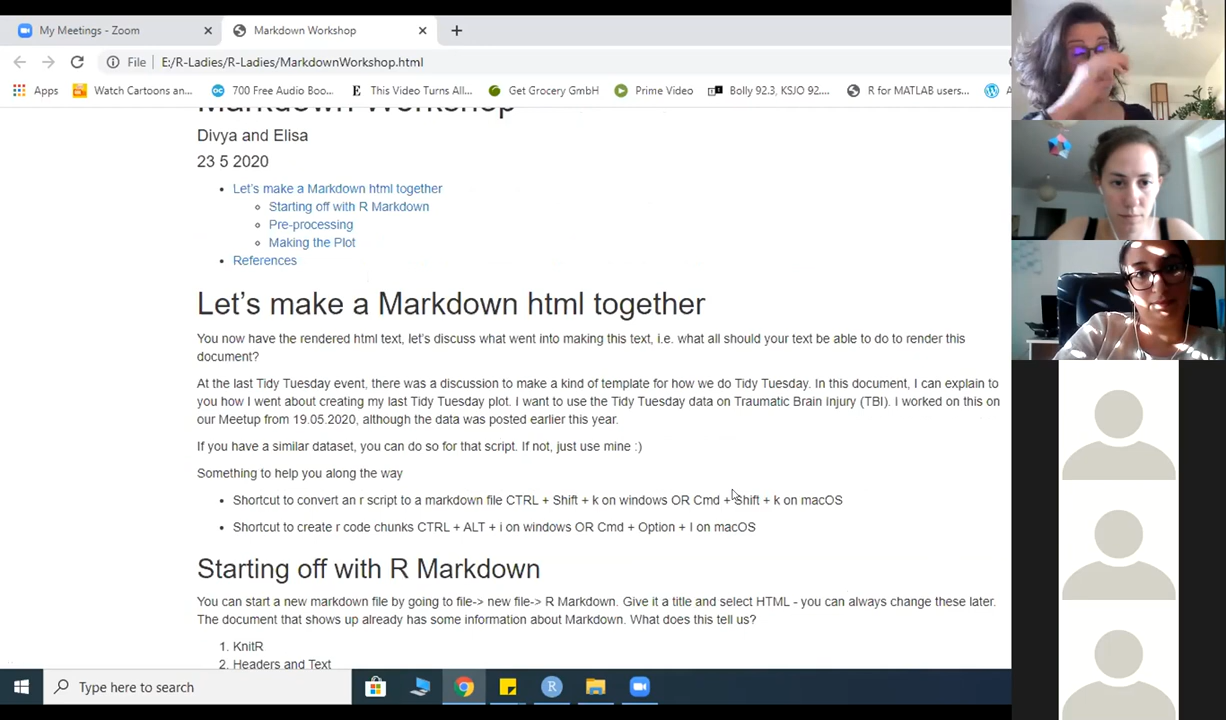 My Meetings - Zoom
Markdown Workshop
File
E:/R-Ladies/R-Ladies/MarkdownWorkshop.html
Apps
Watch Cartoons an...
700 Free Audio Boo...
This Video Turns All...
Get Grocery GmbH
Prime Video
Bolly 92.3, KSJO 92....
R for MATLAB users...
A
Markdown Workshop
Divya and Elisa
23 5 2020
Let's make a Markdown html together
Starting off with R Markdown
Pre-processing
Making the Plot
References
Let's make a Markdown html together
You now have the rendered html text, let's discuss what went into making this text, i.e. what all should your text be able to do to render this
document?
At the last Tidy Tuesday event, there was a discussion to make a kind of template for how we do Tidy Tuesday. In this document, I can explain to
you how I went about creating my last Tidy Tuesday plot. I want to use the Tidy Tuesday data on Traumatic Brain Injury (TBI). I worked on this on
our Meetup from 19.05.2020, although the data was posted earlier this year.
If you have a similar dataset, you can do so for that script. If not, just use mine :)
Something to help you along the way
Shortcut to convert an r script to a markdown file CTRL + Shift + k on windows OR Cmd + Shift + k on macOS
Shortcut to create r code chunks CTRL + ALT + i on windows OR Cmd + Option + I on macOS
Starting off with R Markdown
You can start a new markdown file by going to file-> new file-> R Markdown. Give it a title and select HTML - you can always change these later.
The document that shows up already has some information about Markdown. What does this tell us?
1. KnitR
2. Headers and Text
Type here to search